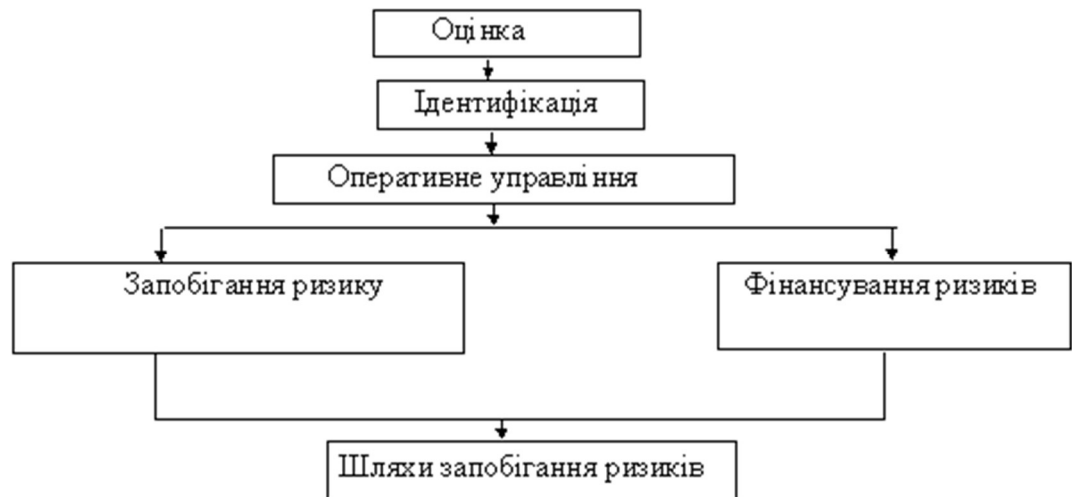 Оцінка
Ідентифікація
Оперативне управління
Запобігання ризику
Фінансування ризиків
Шляхи запобігання ризиків